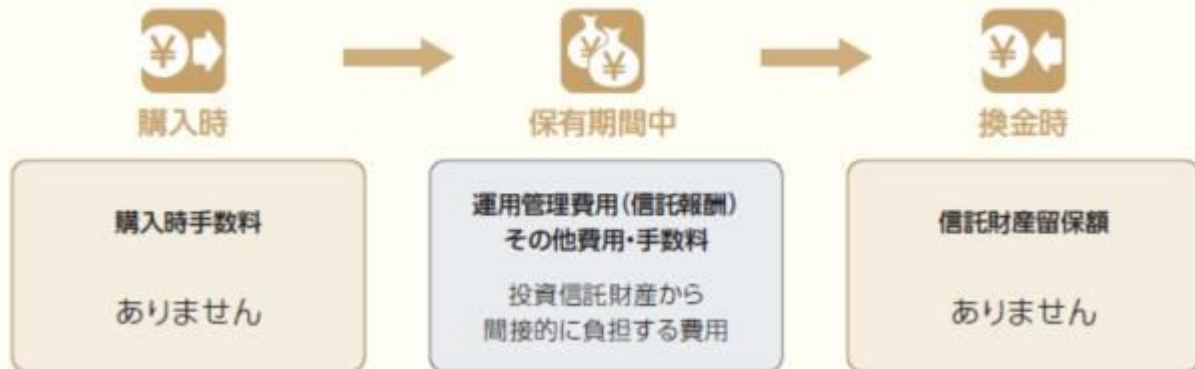 購入時
保有期間中
換金時
購入時手数料
ありません
運用管理費用(信託報酬)
その他費用・手数料
投資信託財産から
間接的に負担する費用
信託財産留保額
ありません